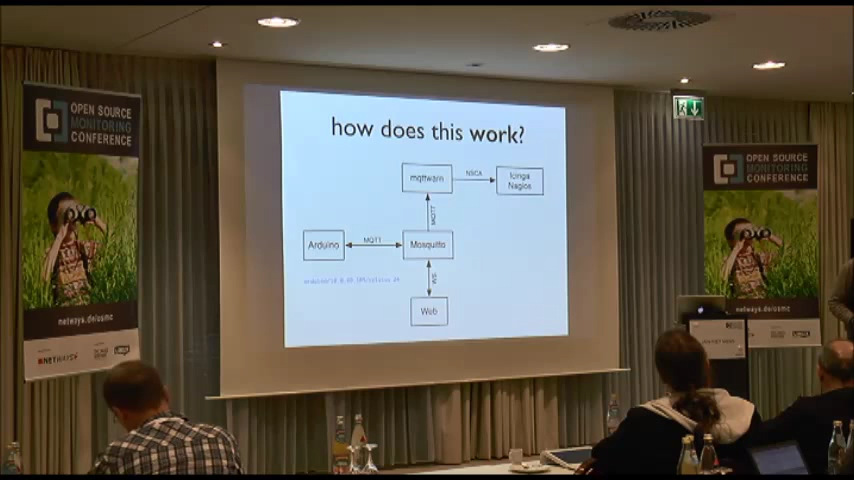 OPEN SOURCE
MONITORING
CONFERENCE
netways.de/osmc
NETWAYS
how does this work?
mqttwarn
NSCA
Icinga
Nagios
MQTT
Arduino
MQTT
Mosquitto
WS
Web
OPEN SOURCE
MONITORING
CONFERENCE
netways.de/osmc